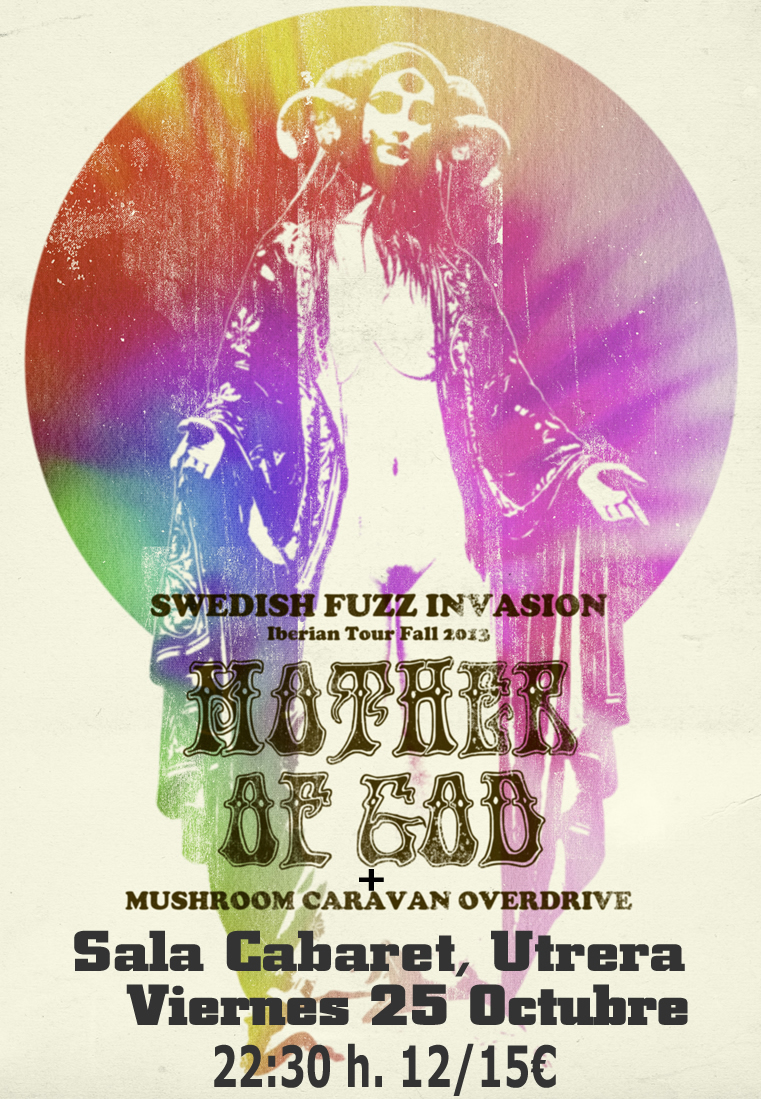 SWEDISH FUZZ INVASION
Iberian Tour Fall 2013
MOTHER
OF GOD
+
MUSHROOM CARAVAN OVERDRIVE
Sala Cabaret, Utrera
Viernes 25 Octubre
22:30 h. 12/15€